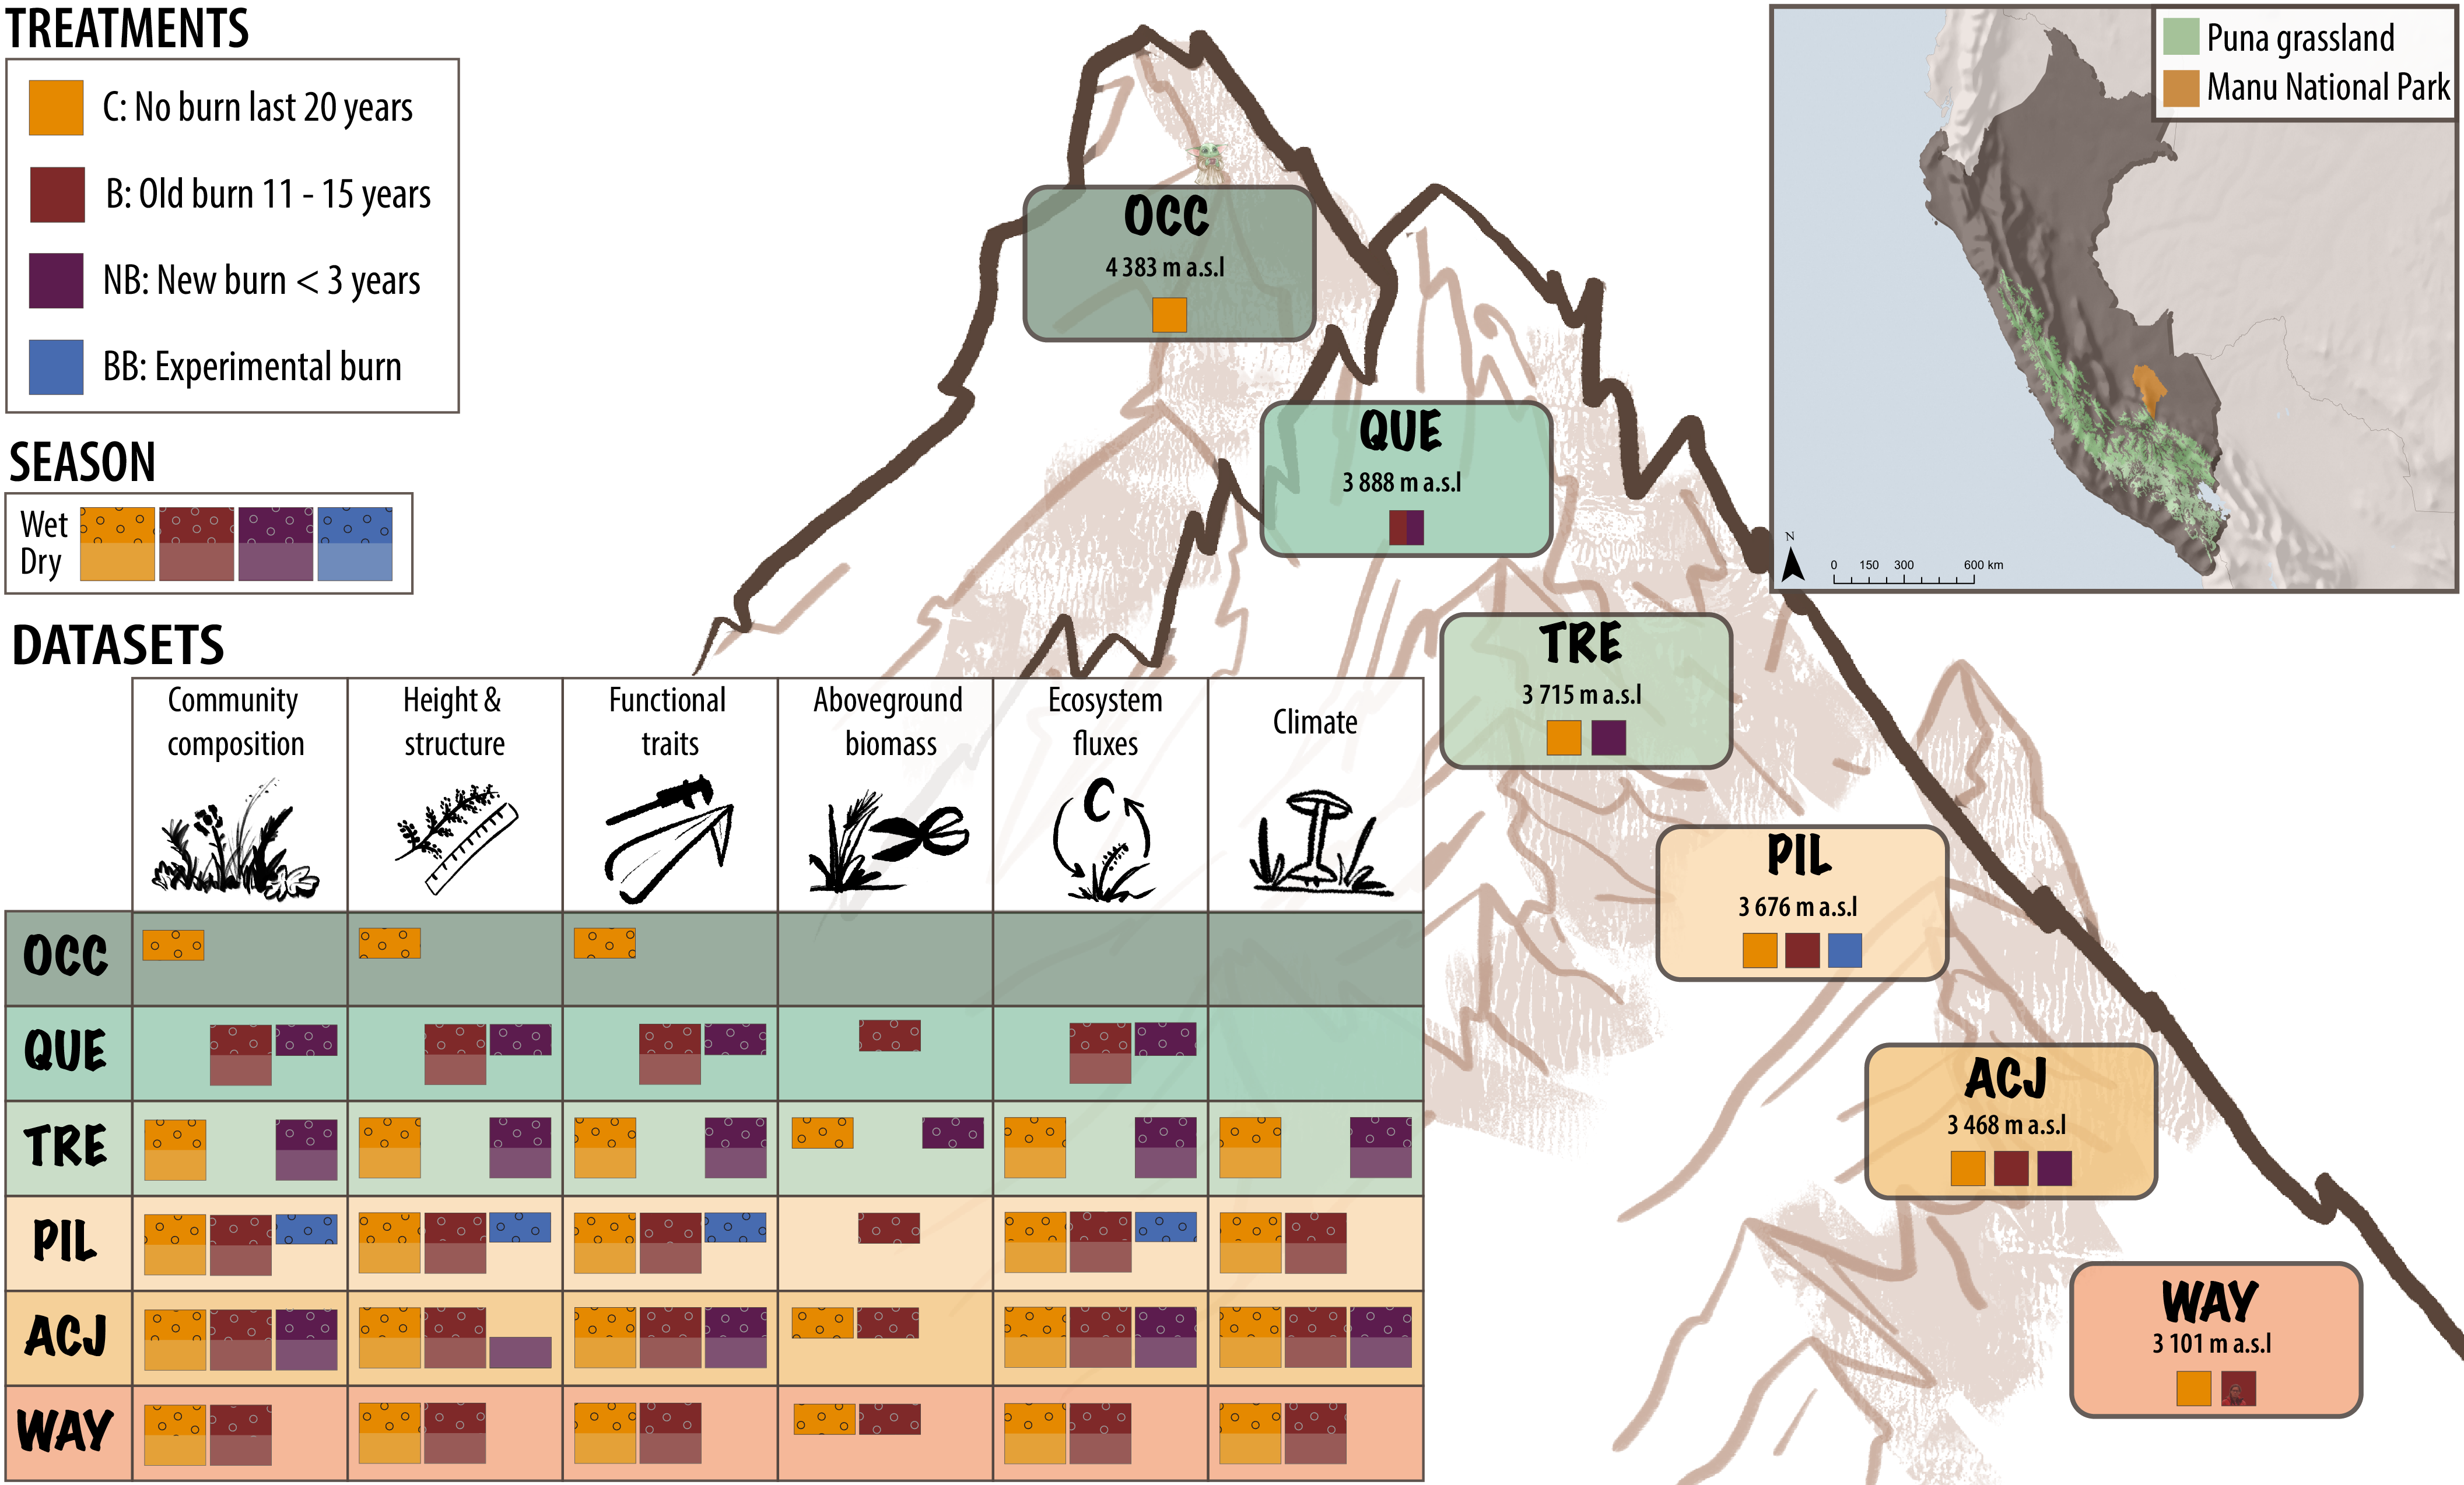 TREATMENTS
C: No burn last 20 years
B: Old burn 11 - 15 years
NB: New burn < 3 years
BB: Experimental burn
SEASON
Wet
Dry
DATASETS
Community
composition
Height &
structure
Functional
traits
Aboveground
biomass
Ecosystem
fluxes
Climate
C
OCC
QUE
TRE
PIL
ACJ
WAY
OCC
4 383 m a.s.l
QUE
3 888 m a.s.l
TRE
3 715 m a.s.l
PIL
3 676 m a.s.l
ACJ
3 468 m a.s.l
WAY
3 101 m a.s.l
Puna grassland
Manu National Park
N
0 150 300 600 km